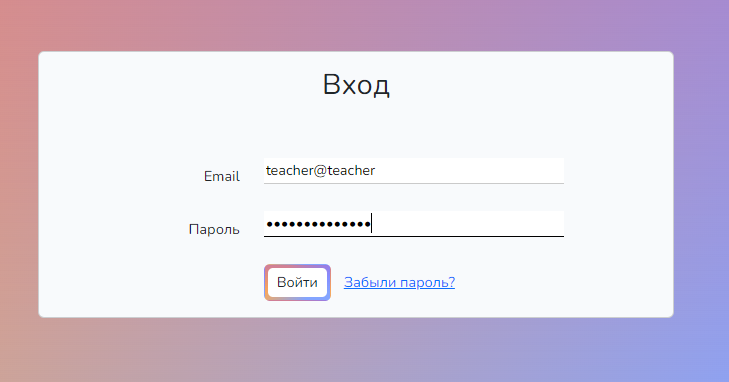 Вход
Email teacher@teacher
Пароль ••••••••••••••
Войти Забыли пароль?